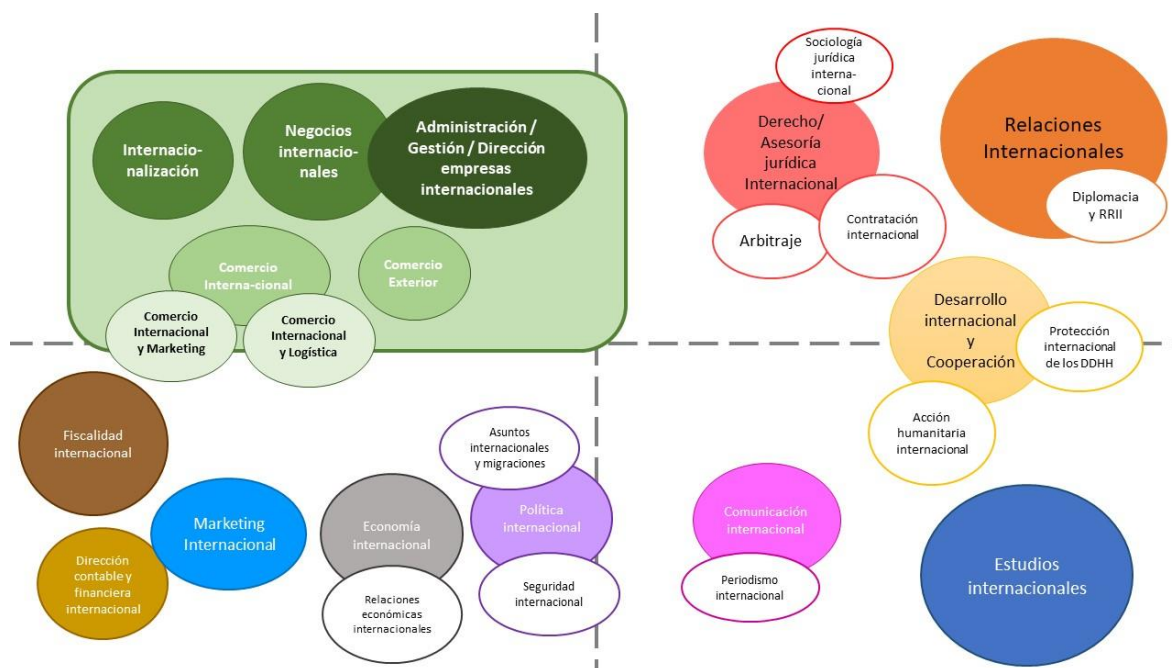 Internacio-
nalización
Negocios
internacio-
nales
Administración /
Gestión / Dirección
empresas
internacionales
Comercio
Interna-cional
Comercio
Exterior
Comercio
Internacional
y Marketing
Comercio
Internacional
y Logística
Sociología
jurídica
interna-
cional
Derecho/
Asesoría
jurídica
Internacional
Arbitraje
Contratación
internacional
Relaciones
Internacionales
Diplomacia
y RRII
Desarrollo
internacional
y
Cooperación
Protección
internacional
de los DDHH
Acción
humanitaria
internacional
Fiscalidad
internacional
Dirección
contable y
financiera
internacional
Marketing
Internacional
Economía
internacional
Relaciones
económicas
internacionales
Asuntos
internacionales
y migraciones
Política
internacional
Seguridad
internacional
Comunicación
internacional
Periodismo
internacional
Estudios
internacionales